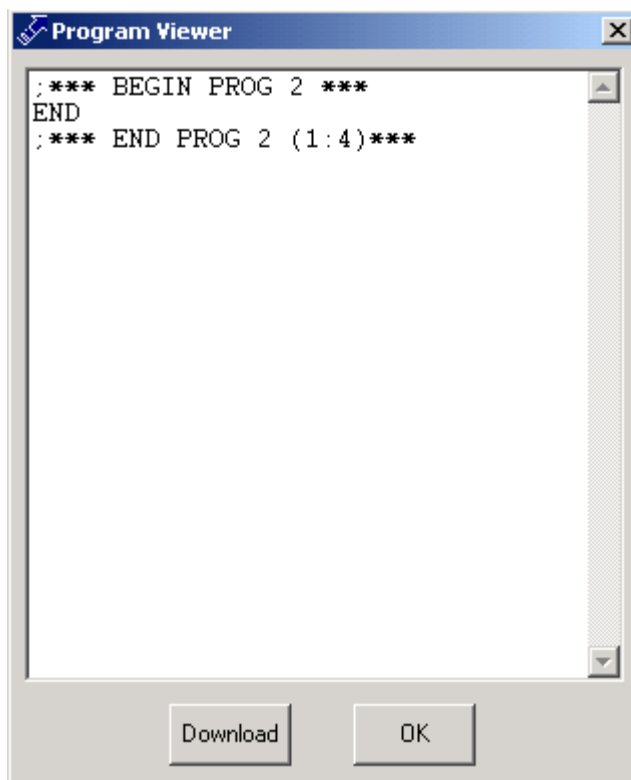 Program Viewer
;*** BEGIN PROG 2 ***
END
;*** END PROG 2 (1:4)***
Download
OK